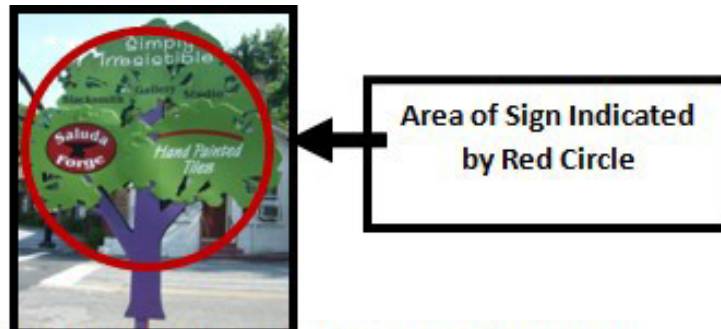 Simply
Irresistible
Blacksmith Gallery Studio
Saluda
Forge
Hand Painted
Tiles
Area of Sign Indicated
by Red Circle